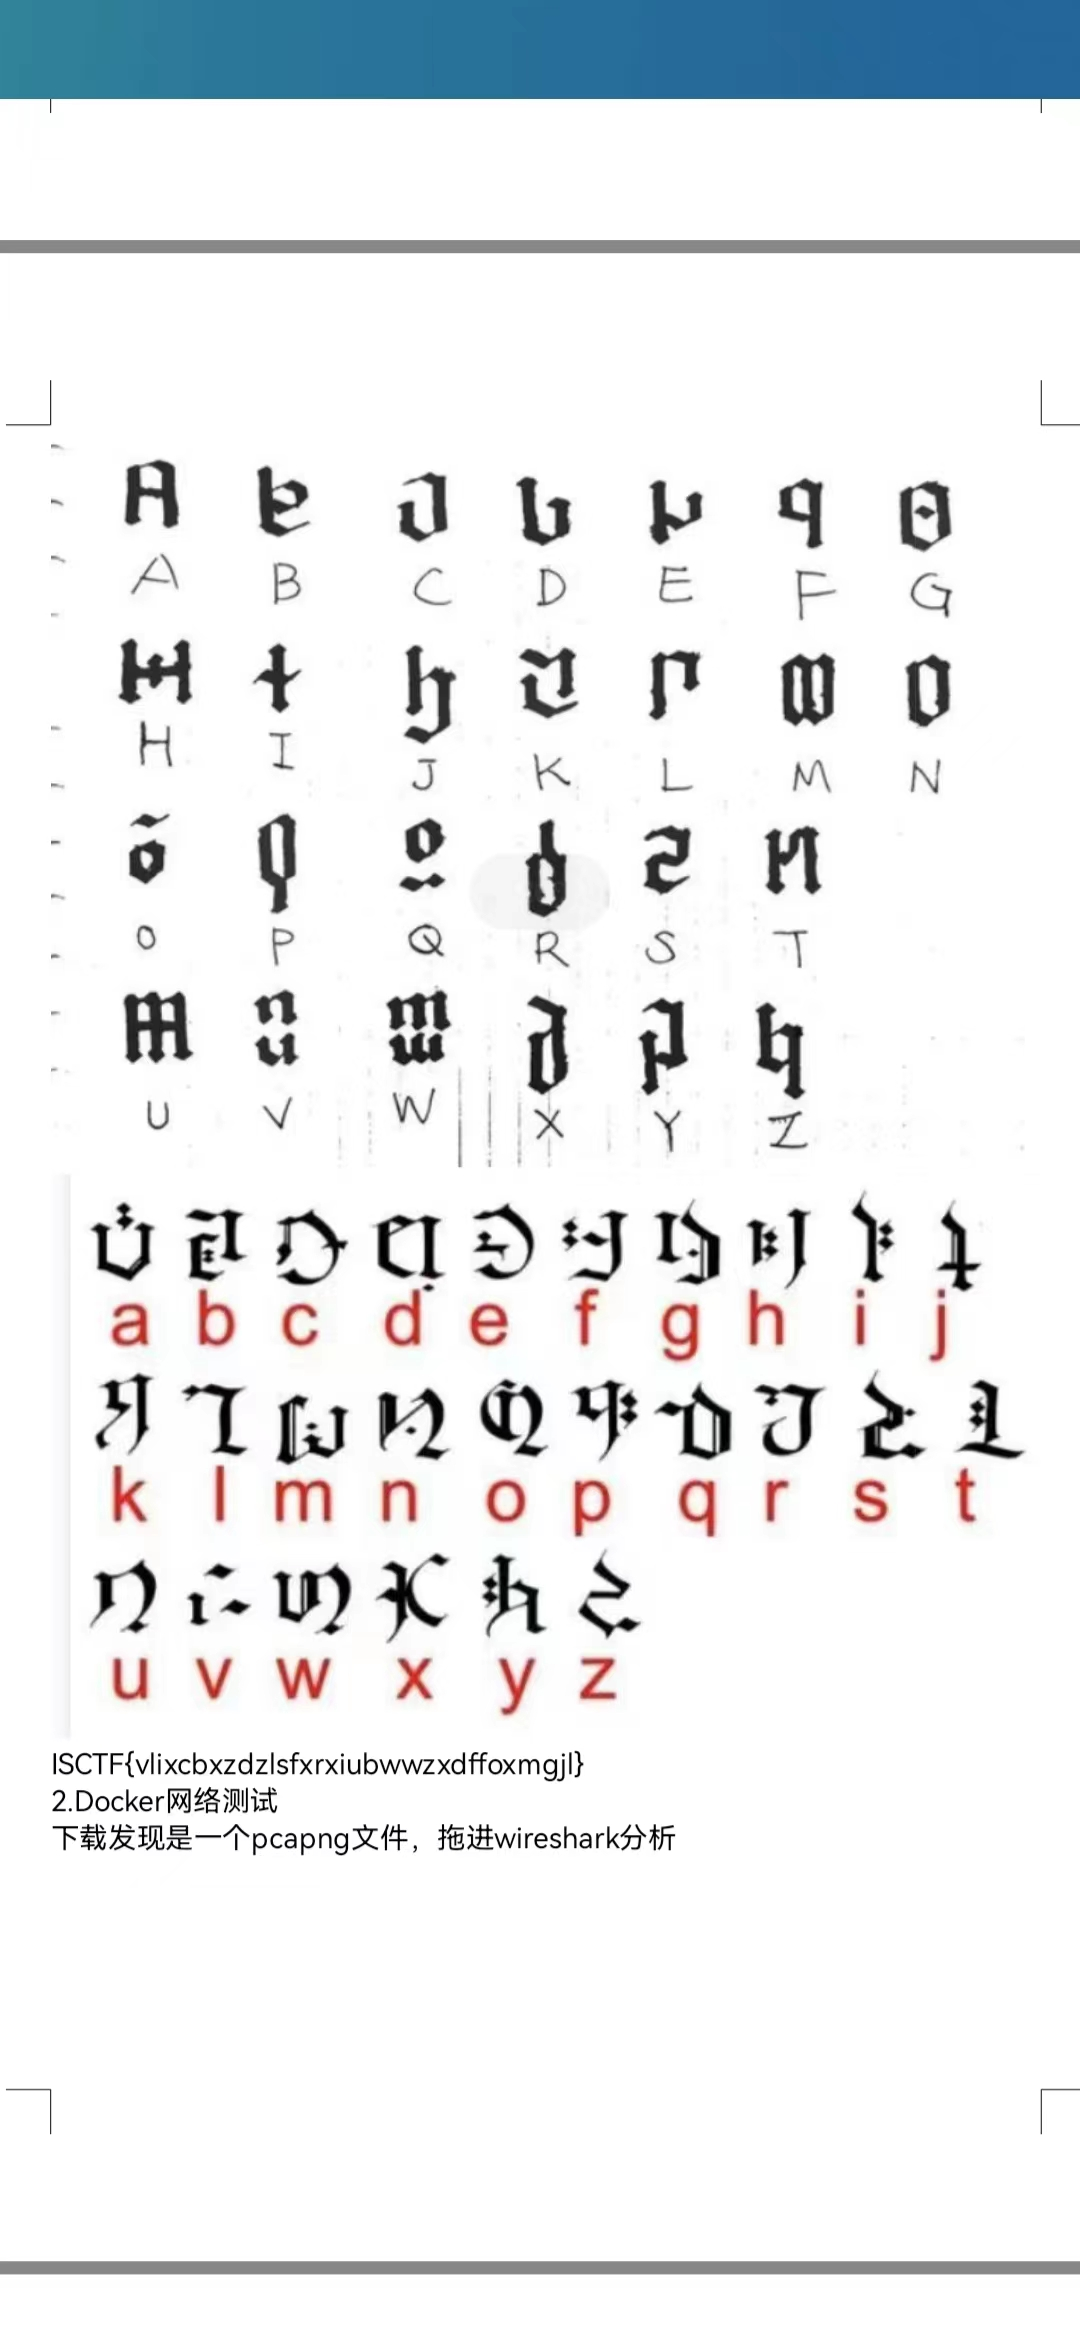 A B C D E F G
H I J K L M N
O P Q R S T
U V W X Y Z
a b c d e f g h i j
k l m n o p q r s t
u v w x y z
ISCTF{vlixcbxzdzlsfxrxiubwwzxdffoxmgjl}
2.Docker网络测试
下载发现是一个pcapng文件，拖进wireshark分析